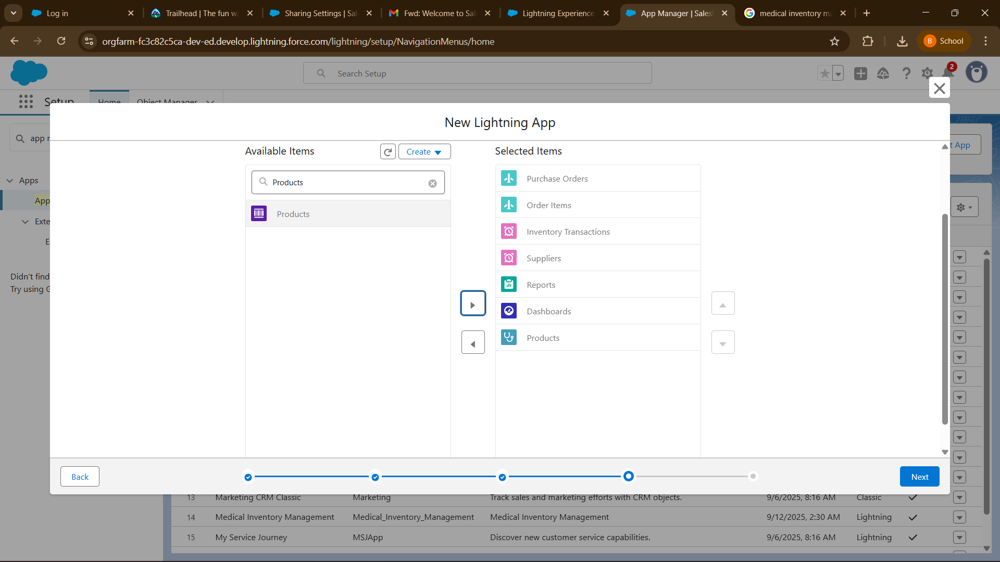 Log in
Trailhead | The fun wa
Sharing Settings | Sal
Fwd: Welcome to Sal
Lightning Experience
App Manager | Salesf
medical inventory ma
orgfarm-fc3c82c5ca-dev-ed.develop.lightning.force.com/lightning/setup/NavigationMenus/home
B School
Search Setup
2
Setup
Home
Object Manager
New Lightning App
app
t App
Available Items
Create
Selected Items
Products
Products
Purchase Orders
Order Items
Inventory Transactions
Suppliers
Reports
Dashboards
Products
Apps
App
Exte
E
Didn't find
Try using G
Back
Next
13 Marketing CRM Classic Marketing Track sales and marketing efforts with CRM objects. 9/6/2025, 8:16 AM Classic
14 Medical Inventory Management Medical_Inventory_Management Medical Inventory Management 9/12/2025, 2:30 AM Lightning
15 My Service Journey MSJApp Discover new customer service capabilities. 9/6/2025, 8:16 AM Lightning